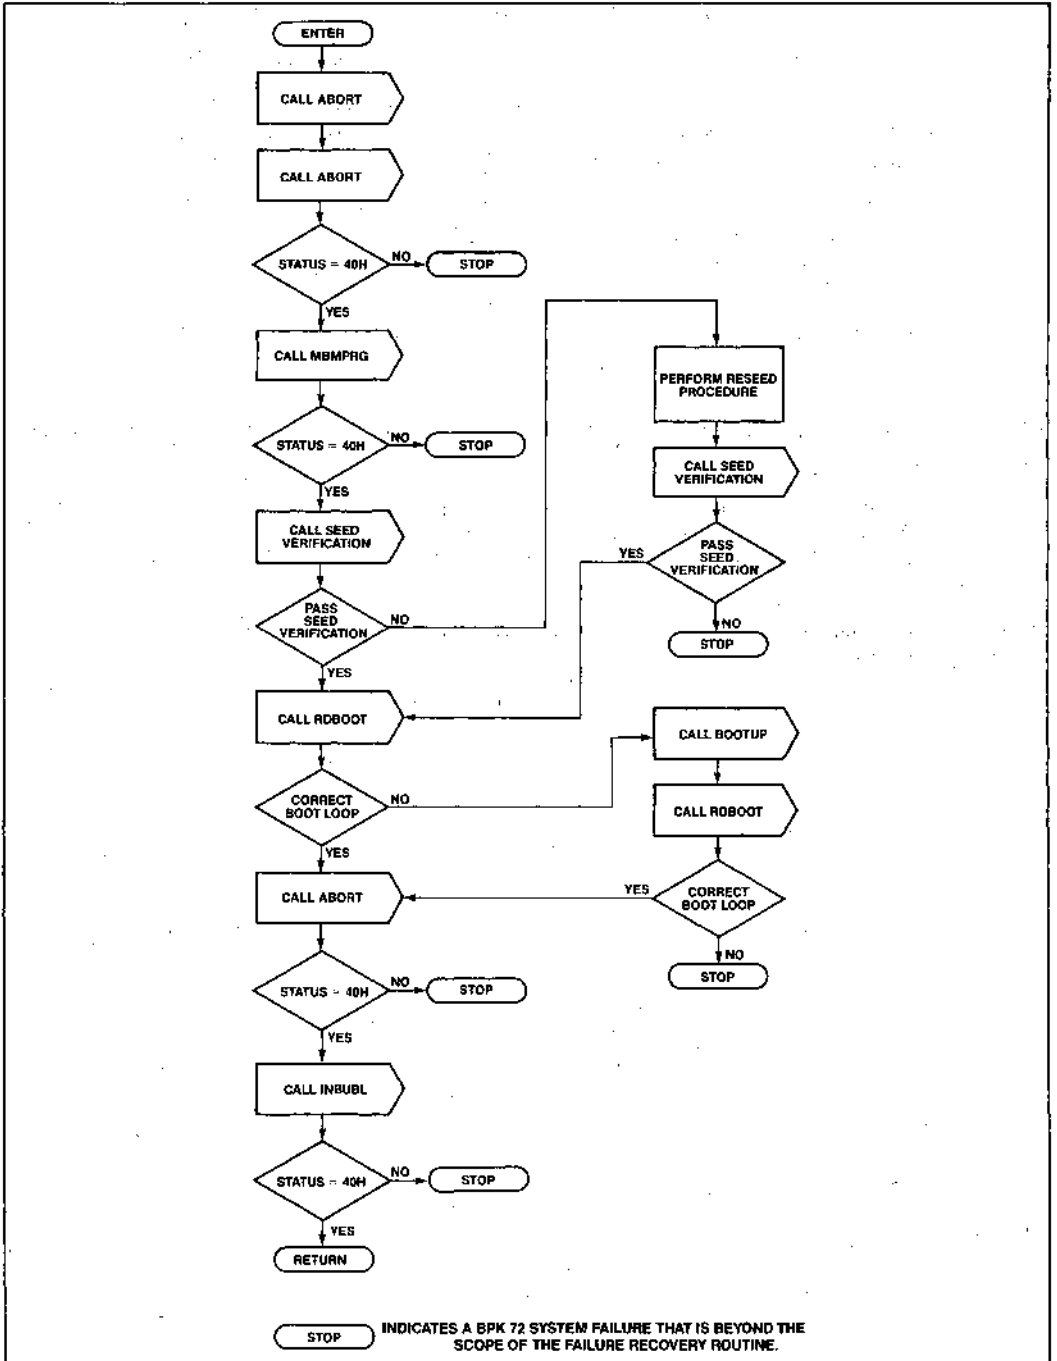 ENTER
CALL ABORT
CALL ABORT
STATUS = 40H
NO
STOP
YES
CALL MBMPRG
STATUS = 40H
NO
STOP
YES
CALL SEED
VERIFICATION
PASS
SEED
VERIFICATION
NO
YES
PERFORM RESEED
PROCEDURE
CALL SEED
VERIFICATION
PASS
SEED
VERIFICATION
YES
NO
STOP
CALL RDBOOT
CORRECT
BOOT LOOP
NO
YES
CALL BOOTUP
CALL RDBOOT
CORRECT
BOOT LOOP
YES
NO
STOP
CALL ABORT
STATUS = 40H
NO
STOP
YES
CALL INBUBL
STATUS = 40H
NO
STOP
YES
RETURN
STOP
INDICATES A BPK 72 SYSTEM FAILURE THAT IS BEYOND THE
SCOPE OF THE FAILURE RECOVERY ROUTINE.